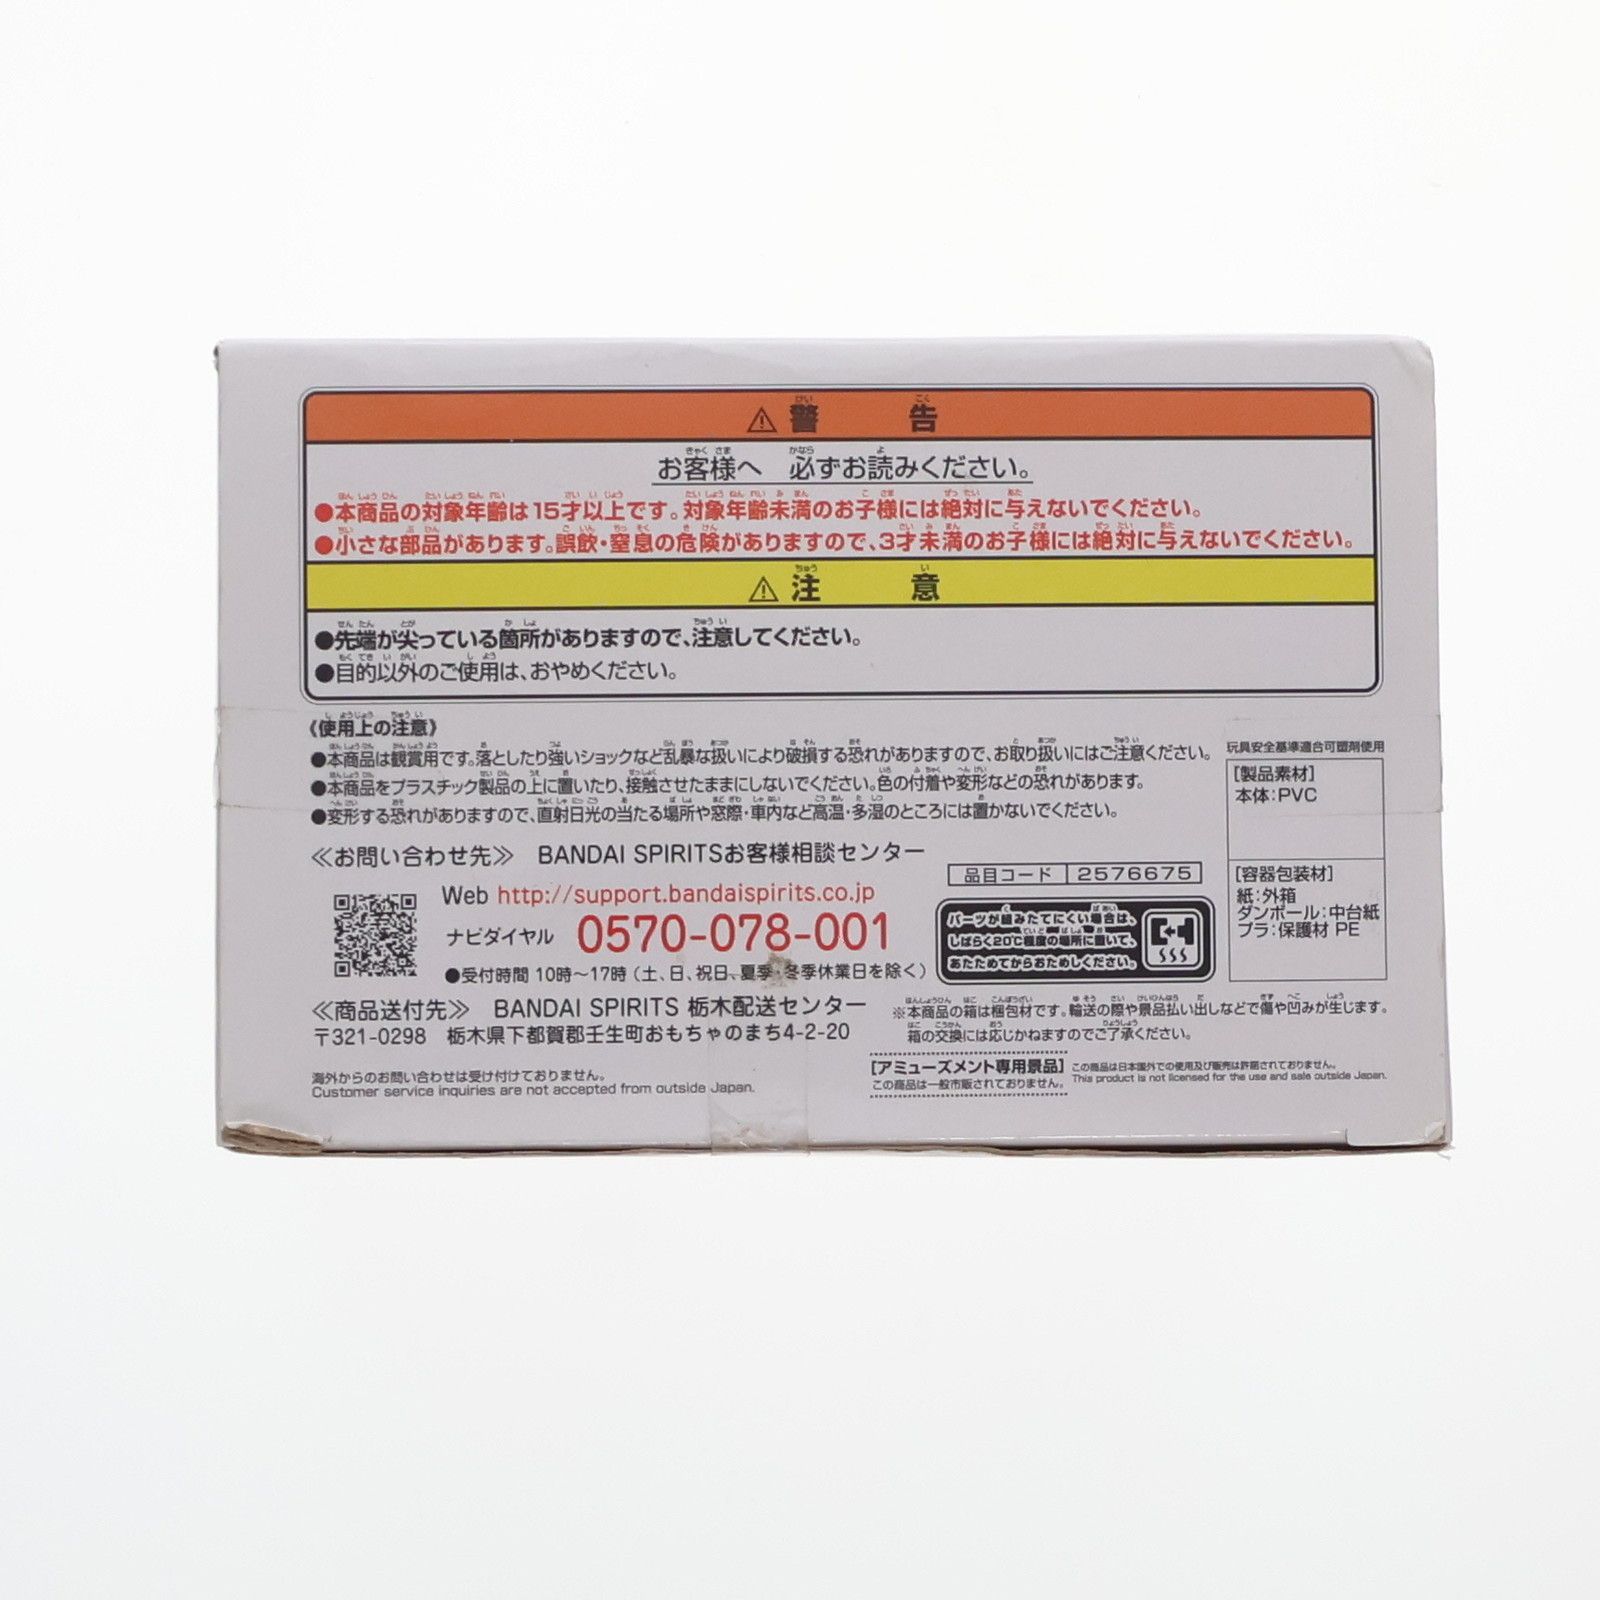 ⚠ 警告
お客様へ 必ずお読みください。
●本商品の対象年齢は15才以上です。対象年齢未満のお子様には絶対に与えないでください。
●小さな部品があります。誤飲・窒息の危険がありますので、3才未満のお子様には絶対に与えないでください。
⚠ 注意
●先端が尖っている箇所がありますので、注意してください。
●目的以外のご使用は、おやめください。
《使用上の注意》
●本商品は観賞用です。落としたり強いショックなど乱暴な扱いにより破損する恐れがありますので、お取り扱いにはご注意ください。
●本商品をプラスチック製品の上に置いたり、接触させたままにしないでください。色の付着や変形などの恐れがあります。
●変形する恐れがありますので、直射日光の当たる場所や窓際・車内など高温・多湿のところには置かないでください。
玩具安全基準適合可塑剤使用
[製品素材]
本体:PVC
[容器包装材]
紙:外箱
ダンボール:中台紙
プラ:保護材 PE
≪お問い合わせ先≫ BANDAI SPIRITSお客様相談センター
Web http://support.bandaispirits.co.jp
ナビダイヤル 0570-078-001
●受付時間 10時～17時(土、日、祝日、夏季・冬季休業日を除く)
品目コード 2576675
パーツが組みたてにくい場合は、
しばらく20℃程度の場所に置いて、
あたためてからおためしください。
≪商品送付先≫ BANDAI SPIRITS 栃木配送センター
〒321-0298 栃木県下都賀郡壬生町おもちゃのまち4-2-20
※本商品の箱は梱包材です。輸送の際や景品払い出しなどで傷や凹みが生じます。
箱の交換には応じかねますのでご了承ください。
海外からのお問い合わせは受け付けておりません。
Customer service inquiries are not accepted from outside Japan.
[アミューズメント専用景品]
この商品は一般市販されておりません。
この商品は日本国外での使用及び販売は許諾されておりません。
This product is not licensed for the use and sale outside Japan.